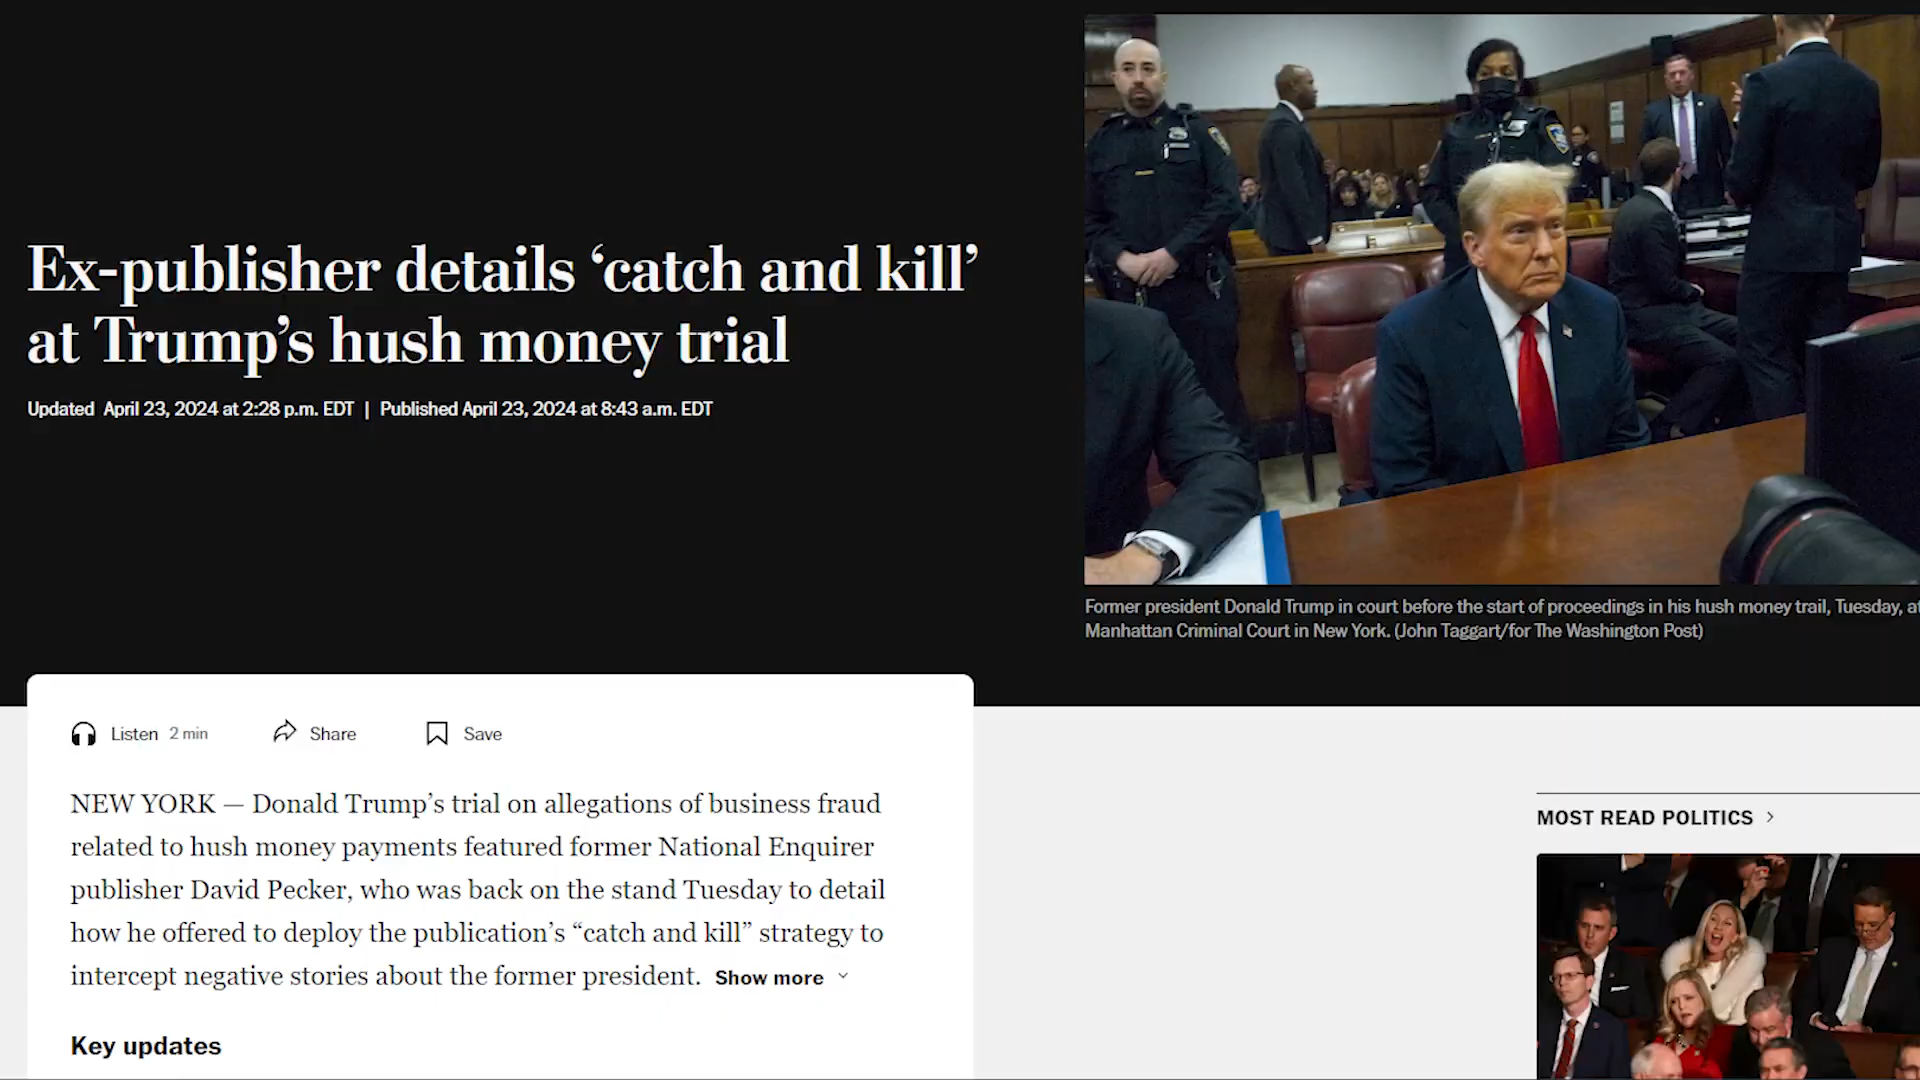 Ex-publisher details ‘catch and kill’
at Trump’s hush money trial
Updated April 23, 2024 at 2:28 p.m. EDT | Published April 23, 2024 at 8:43 a.m. EDT
Former president Donald Trump in court before the start of proceedings in his hush money trail, Tuesday, at
Manhattan Criminal Court in New York. (John Taggart/for The Washington Post)
Listen 2 min Share Save
NEW YORK — Donald Trump’s trial on allegations of business fraud
related to hush money payments featured former National Enquirer
publisher David Pecker, who was back on the stand Tuesday to detail
how he offered to deploy the publication’s “catch and kill” strategy to
intercept negative stories about the former president. Show more
Key updates
MOST READ POLITICS